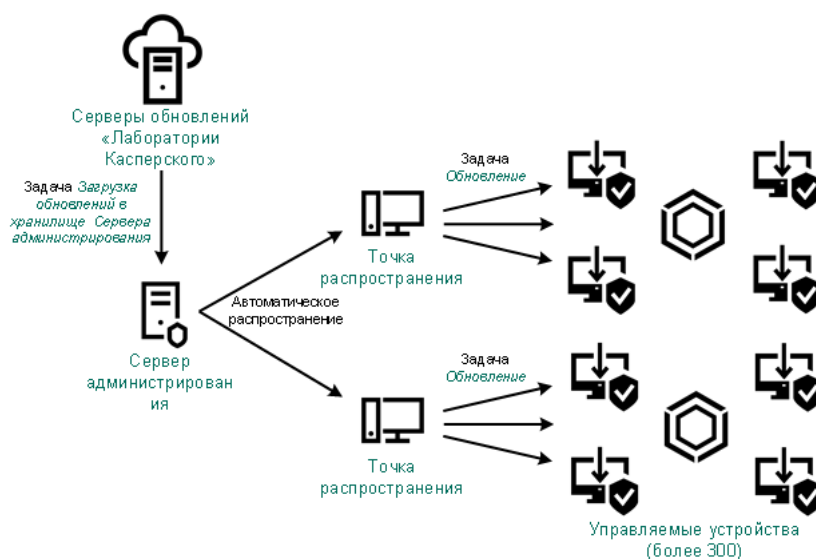 Серверы обновлений
«Лаборатории
Касперского»
Задача Загрузка
обновлений в
хранилище Сервера
администрирования
Сервер
администрирован
ия
Автоматическое
распространение
Точка
распространения
Задача
Обновление
Точка
распространения
Задача
Обновление
Управляемые устройства
(более 300)